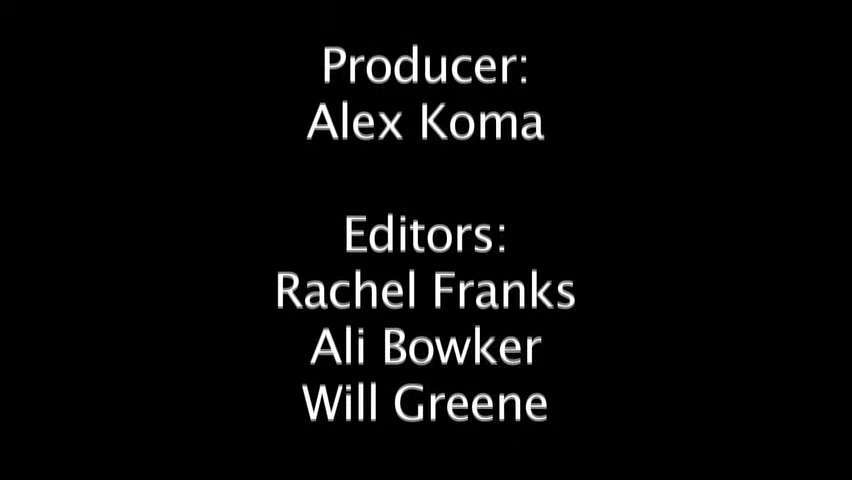 Producer:
Alex Koma
Editors:
Rachel Franks
Ali Bowker
Will Greene